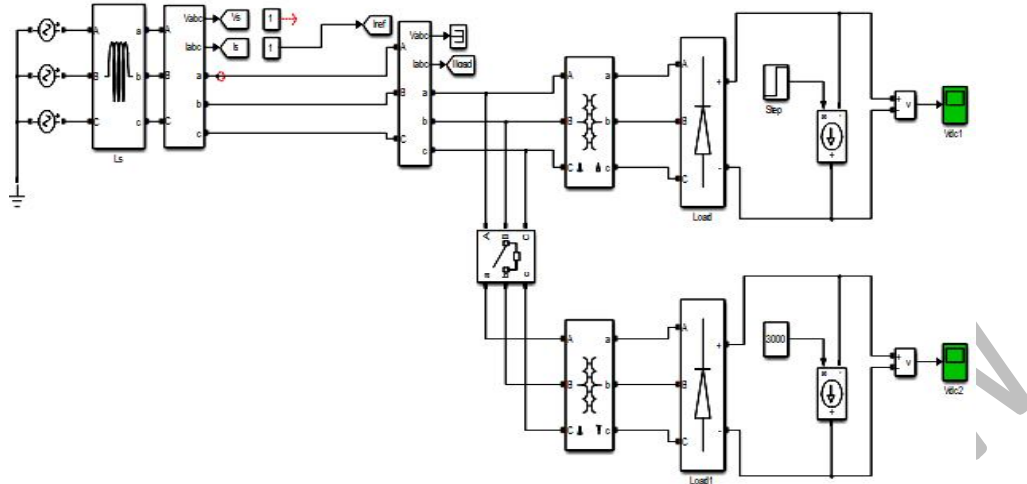 Vabc
Iabc
a
b
c
A
B
C
a
b
c
A
B
C
Ls
Vs
Is
1
1
Iref
Vabc
Iabc
a
b
c
A
B
C
Iload
A
B
C
a
b
c
A
B
C
+
-
Load
Step
+
-
v
Vdc1
A
B
C
a
b
c
A
B
C
a
b
c
A
B
C
+
-
Load1
3000
+
-
v
Vdc2